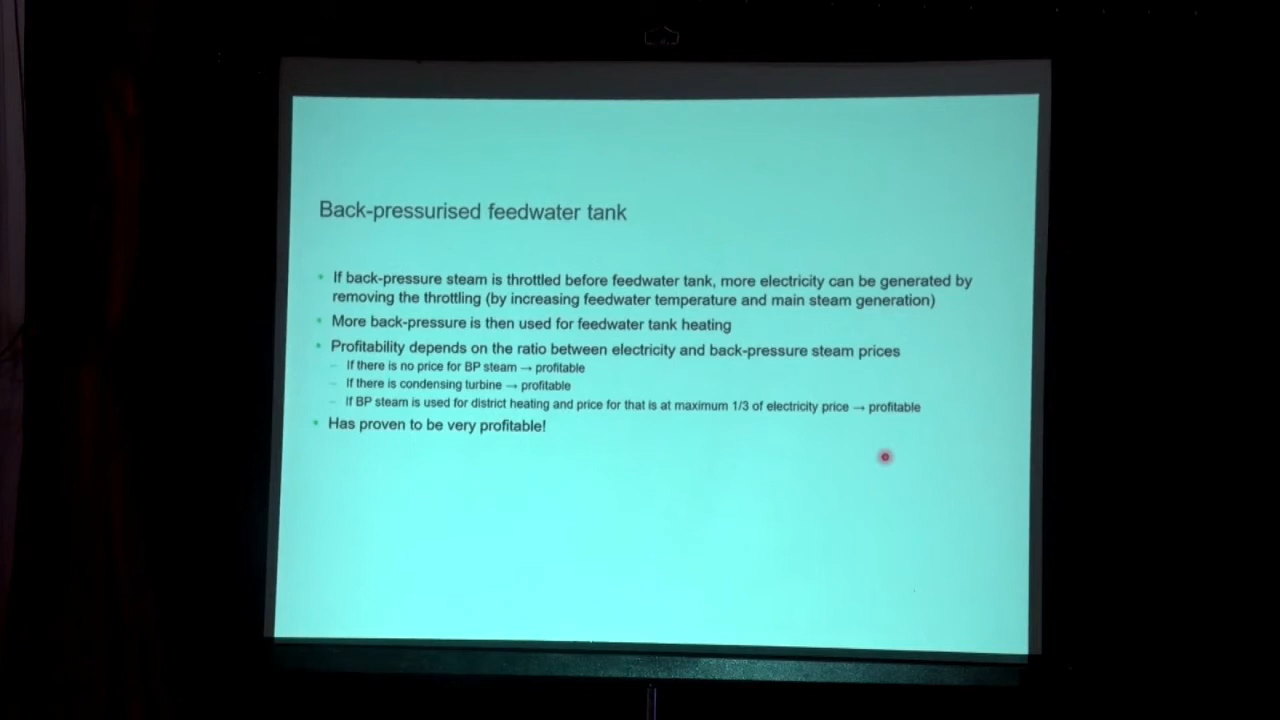 Back-pressurised feedwater tank
• If back-pressure steam is throttled before feedwater tank, more electricity can be generated by
removing the throttling (by increasing feedwater temperature and main steam generation)
• More back-pressure is then used for feedwater tank heating
• Profitability depends on the ratio between electricity and back-pressure steam prices
– If there is no price for BP steam → profitable
– If there is condensing turbine → profitable
– If BP steam is used for district heating and price for that is at maximum 1/3 of electricity price → profitable
• Has proven to be very profitable!